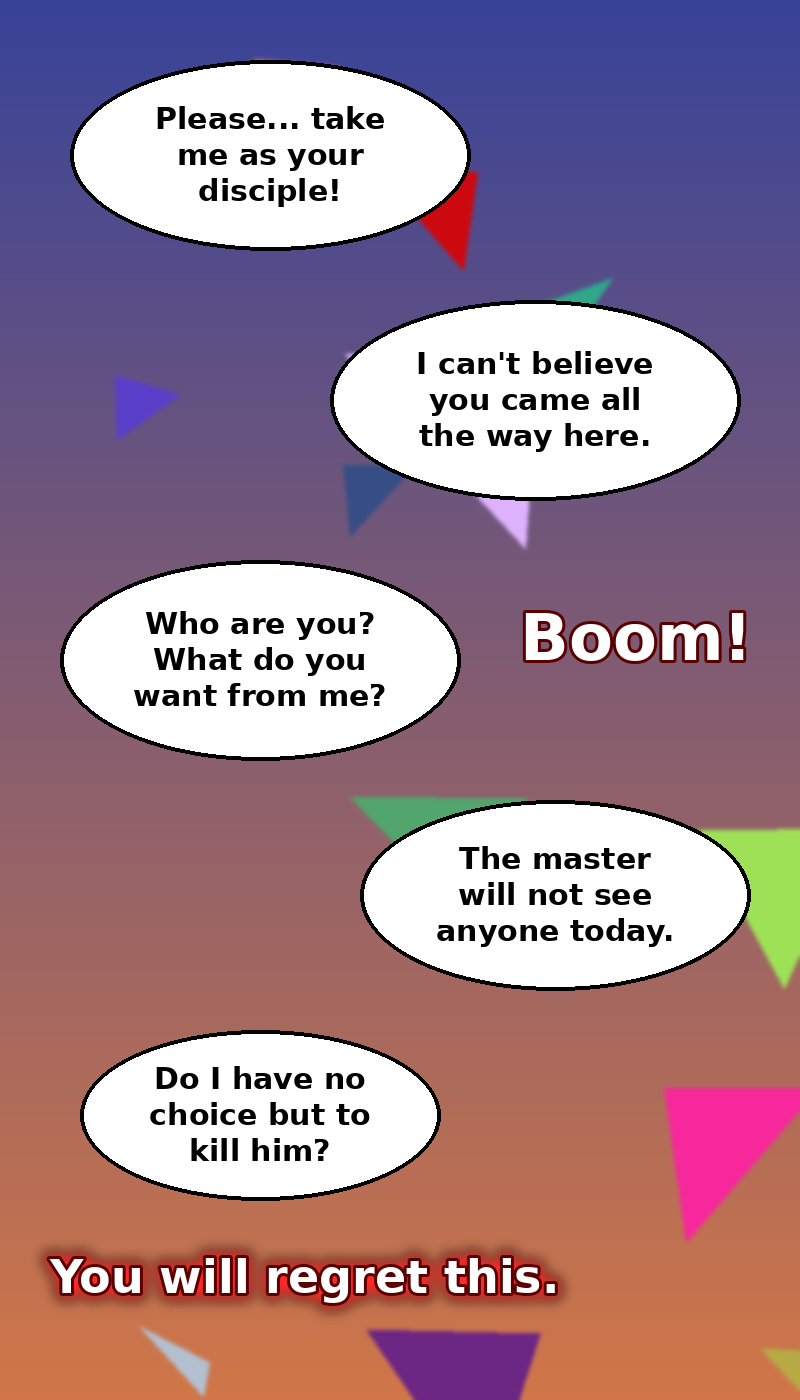 Please... take
me as your
disciple!
I can't believe
you came all
the way here.
Who are you?
What do you
want from me?
Boom!
The master
will not see
anyone today.
Do I have no
choice but to
kill him?
You will regret this.